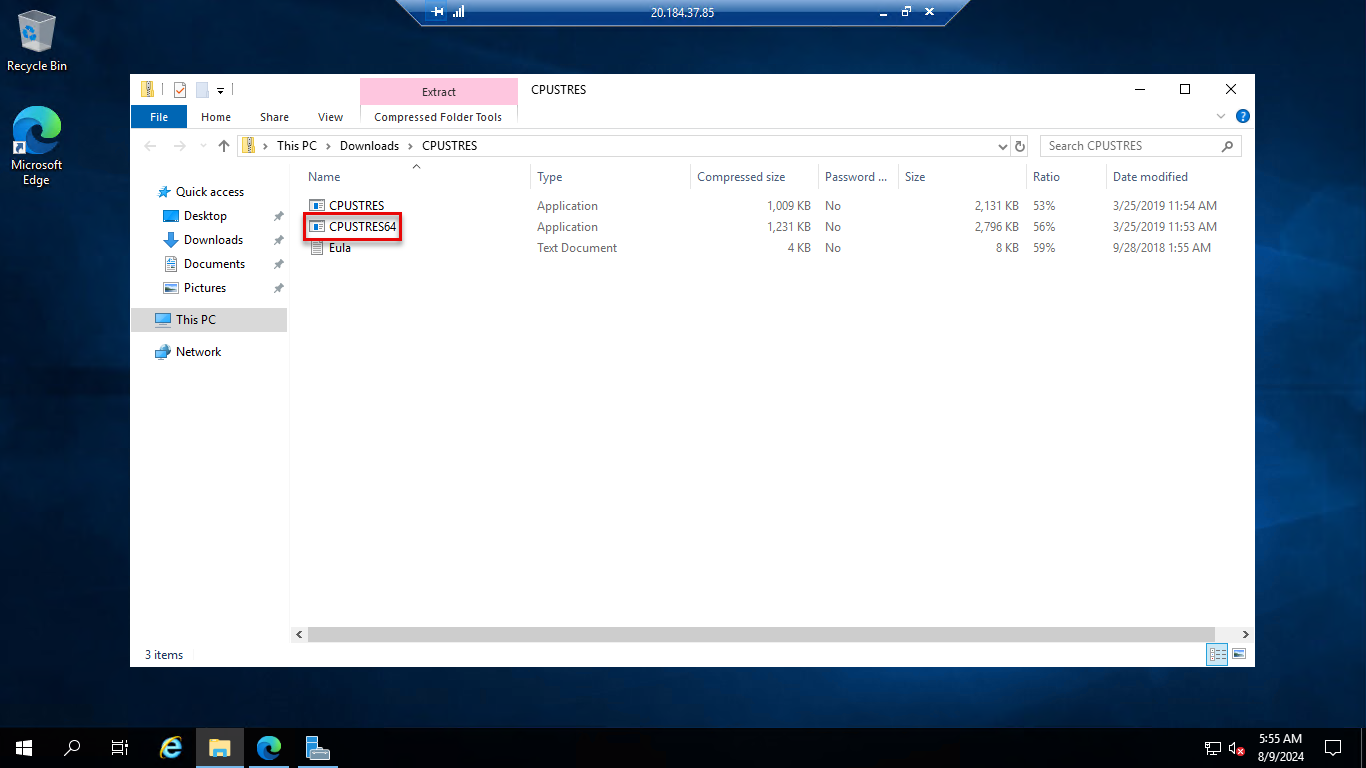 20.184.37.85
Recycle Bin
Microsoft
Edge
Extract
CPUSTRES
File
Home
Share
View
Compressed Folder Tools
?
This PC > Downloads > CPUSTRES
Search CPUSTRES
Name Type Compressed size Password ... Size Ratio Date modified
CPUSTRES Application 1,009 KB No 2,131 KB 53% 3/25/2019 11:54 AM
CPUSTRES64 Application 1,231 KB No 2,796 KB 56% 3/25/2019 11:53 AM
Eula Text Document 4 KB No 8 KB 59% 9/28/2018 1:55 AM
Quick access
Desktop
Downloads
Documents
Pictures
This PC
Network
3 items
5:55 AM
8/9/2024